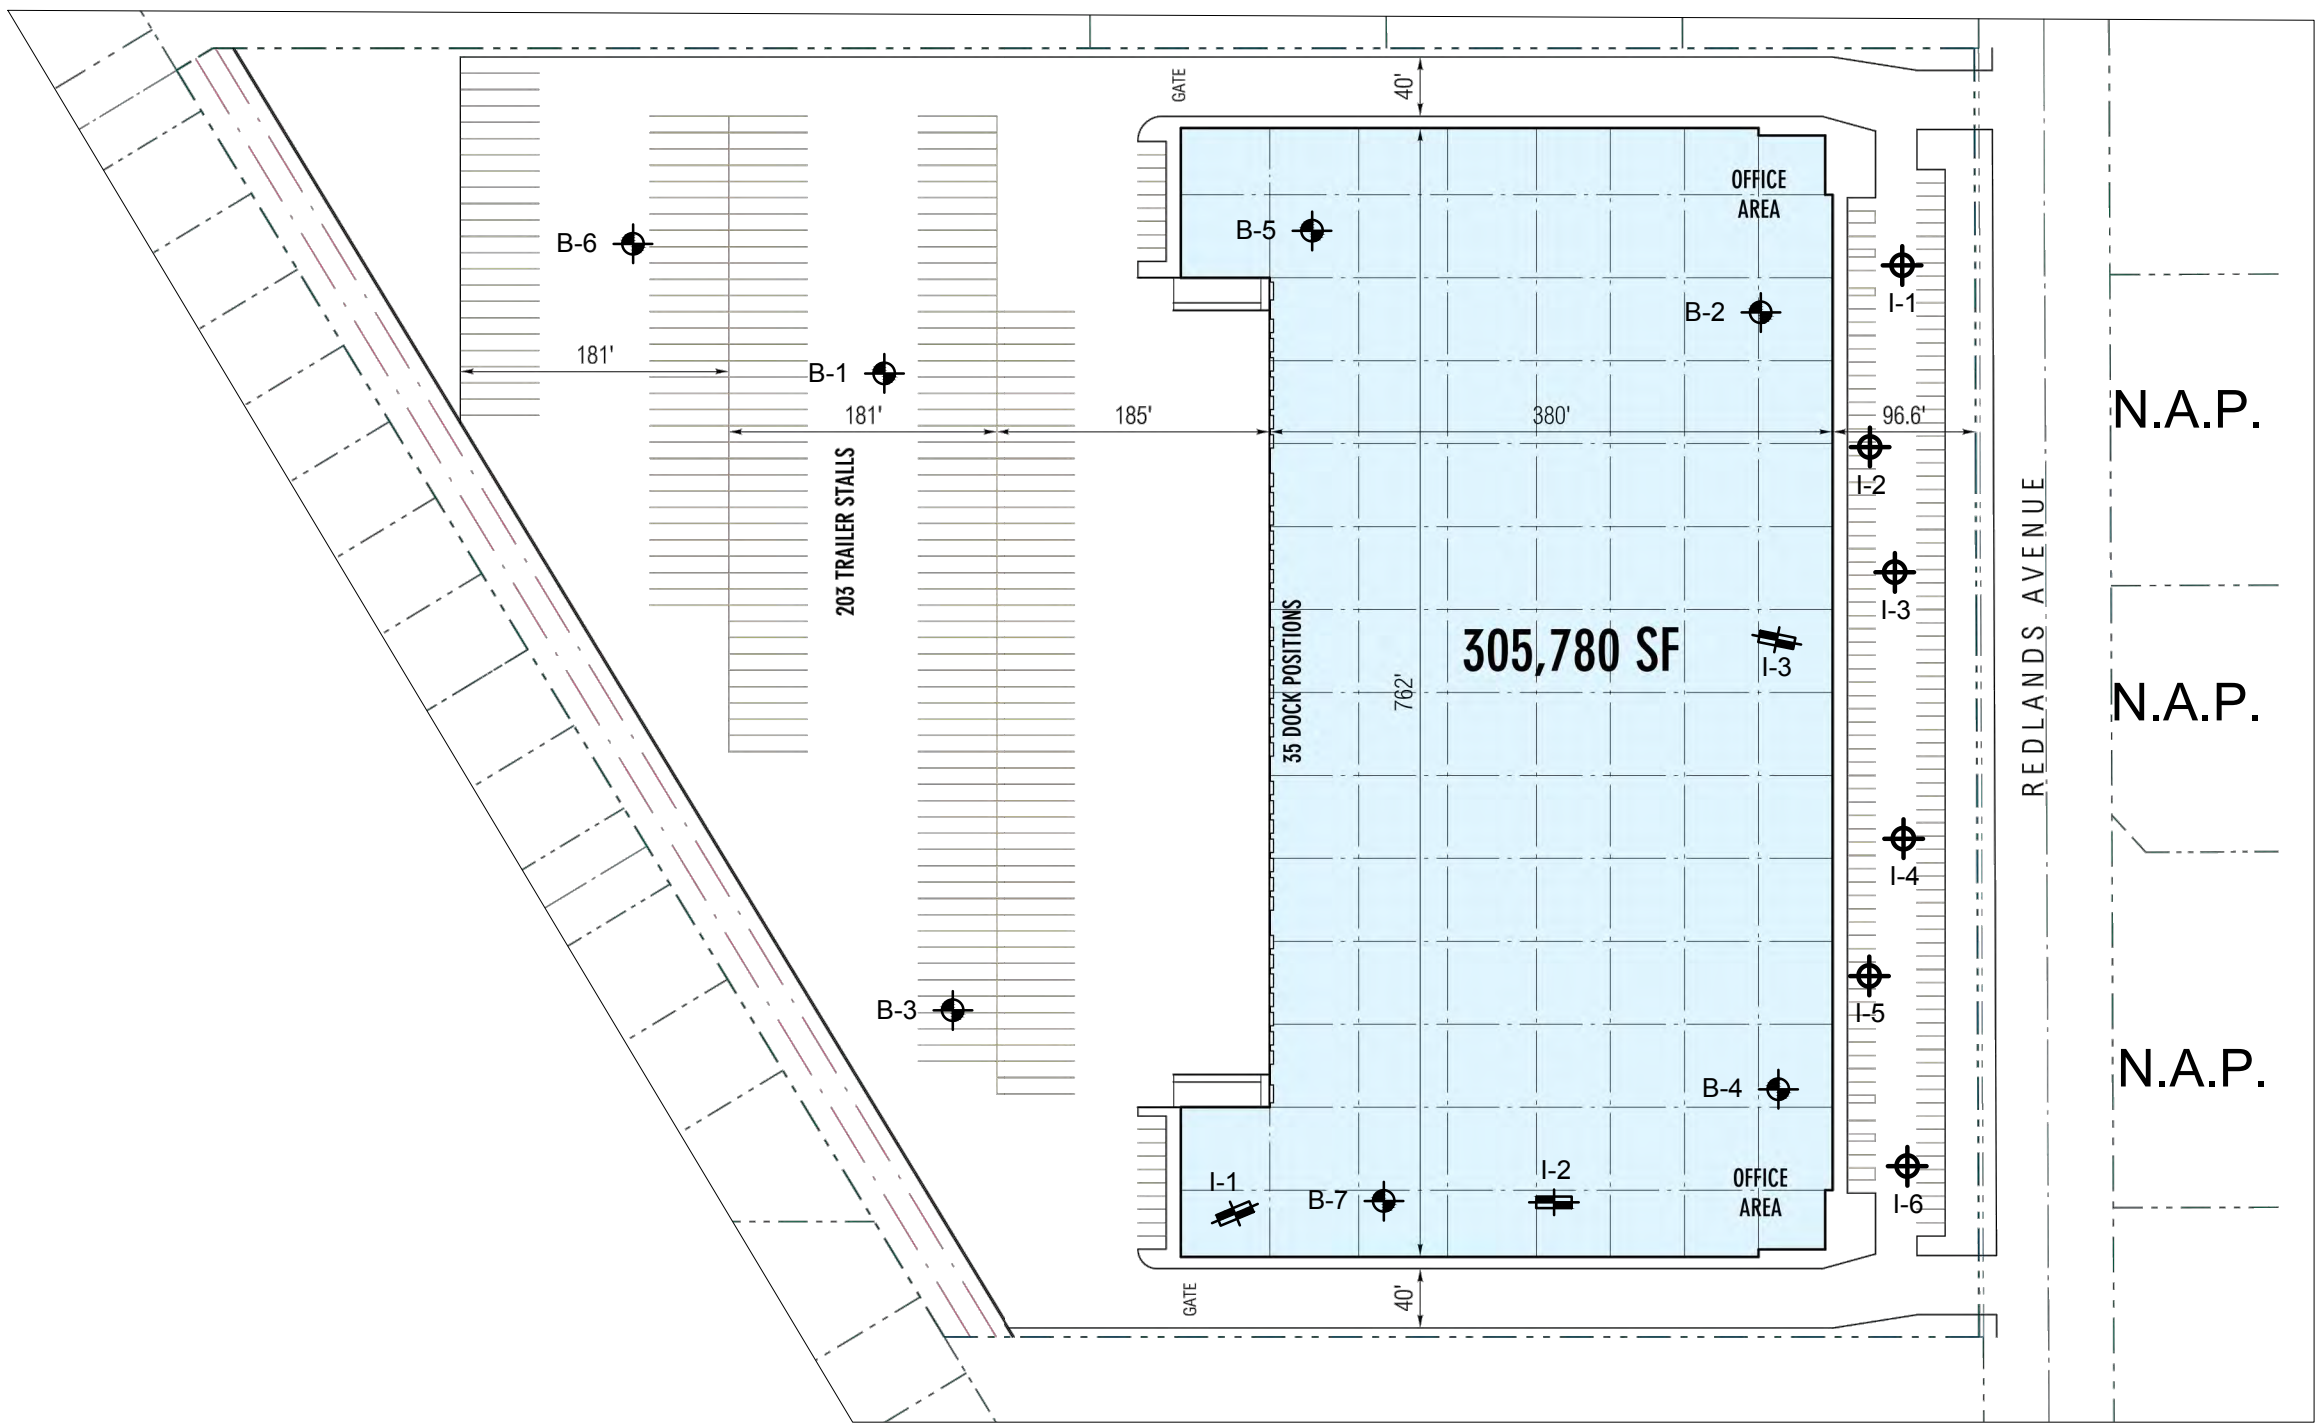 GATE
40'
OFFICE
AREA
B-6
B-5
I-1
B-2
181'
B-1
181'
185'
380'
96.6'
N.A.P.
203 TRAILER STALLS
I-2
REDLANDS AVENUE
I-3
35 DOCK POSITIONS
305,780 SF
762'
I-3
N.A.P.
I-4
B-3
I-5
B-4
N.A.P.
I-1
B-7
I-2
OFFICE
AREA
I-6
GATE
40'